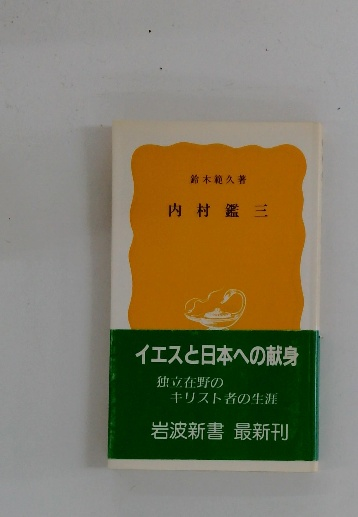 鈴木範久著
内村鑑三
イエスと日本への献身
独立在野の
キリスト者の生涯
岩波新書 最新刊